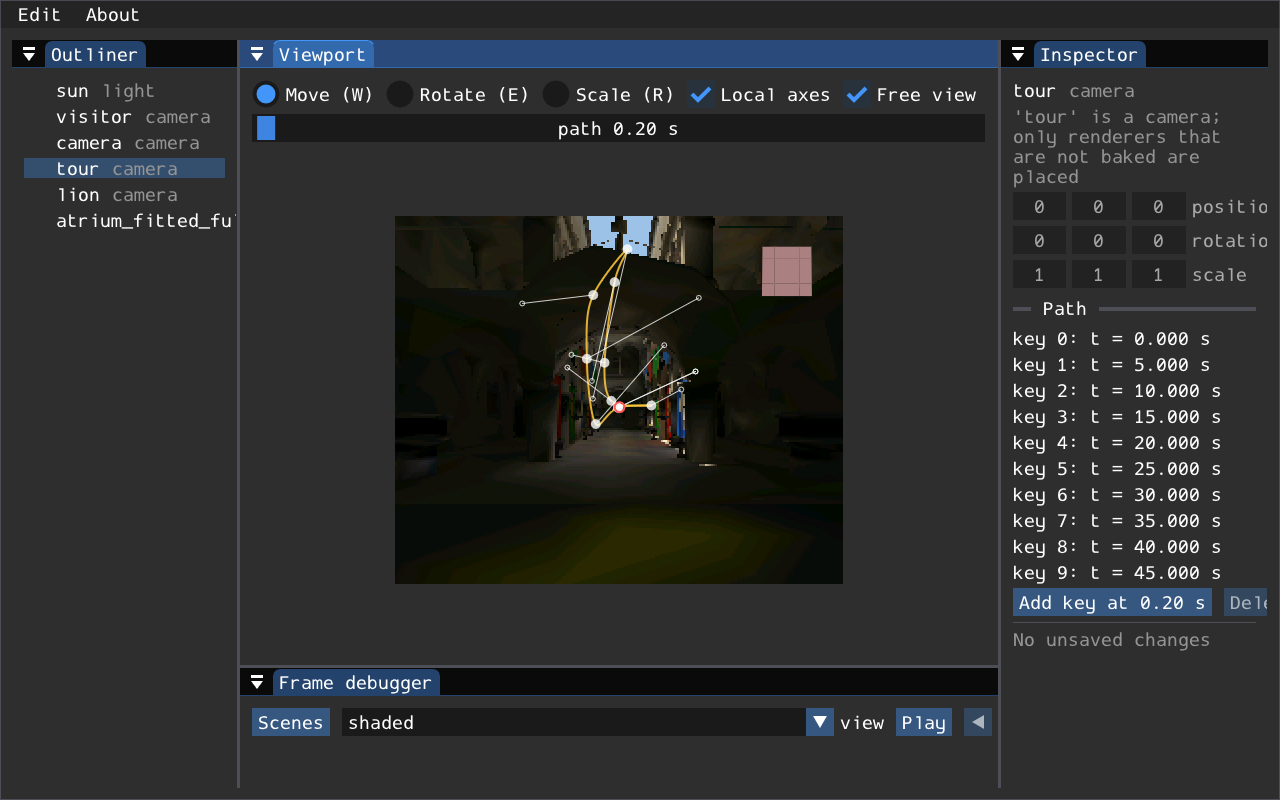 Edit About
Outliner
sun light
visitor camera
camera camera
tour camera
lion camera
atrium_fitted_fu
Viewport
Move (W) Rotate (E) Scale (R) Local axes Free view
path 0.20 s
Frame debugger
Scenes shaded view Play
Inspector
tour camera
'tour' is a camera;
only renderers that
are not baked are
placed
0 0 0 positio
0 0 0 rotatio
1 1 1 scale
Path
key 0: t = 0.000 s
key 1: t = 5.000 s
key 2: t = 10.000 s
key 3: t = 15.000 s
key 4: t = 20.000 s
key 5: t = 25.000 s
key 6: t = 30.000 s
key 7: t = 35.000 s
key 8: t = 40.000 s
key 9: t = 45.000 s
Add key at 0.20 s Dele
No unsaved changes